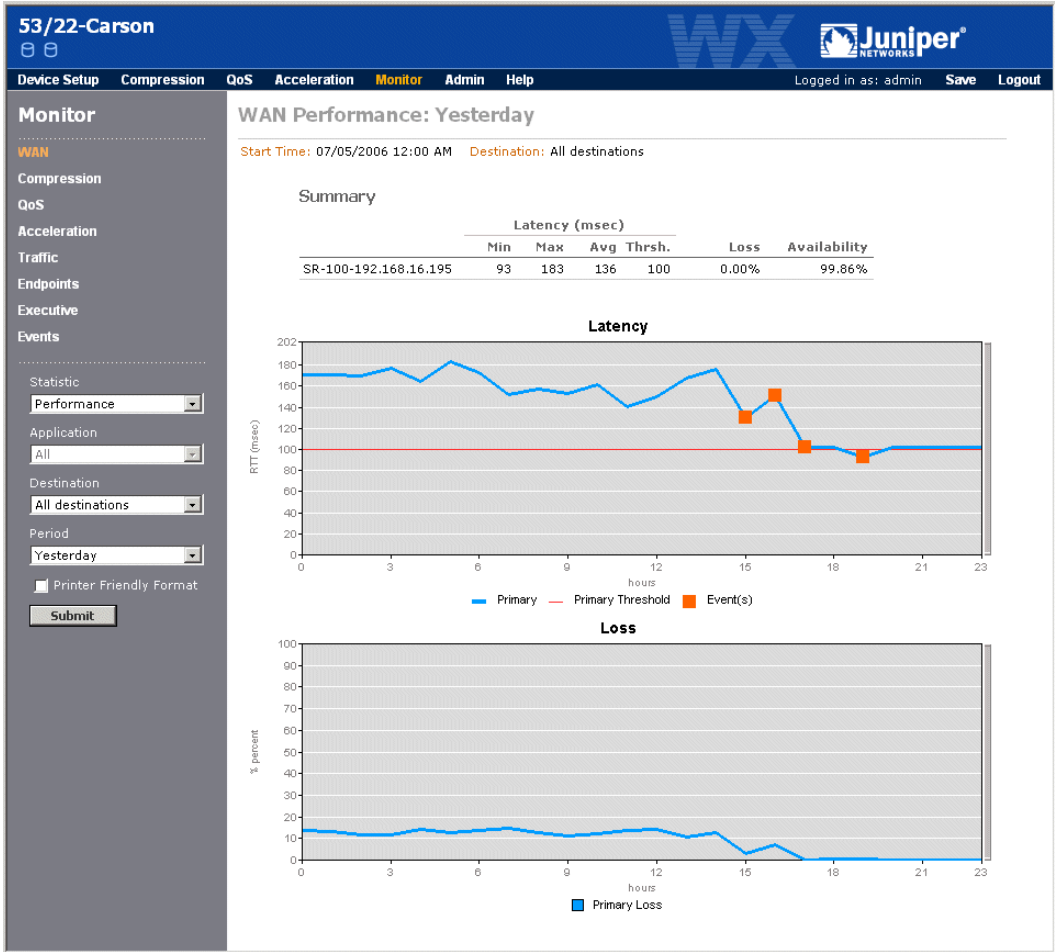 53/22-Carson
WX
Juniper®
NETWORKS
Device Setup Compression QoS Acceleration Monitor Admin Help Logged in as: admin Save Logout
Monitor
WAN
Compression
QoS
Acceleration
Traffic
Endpoints
Executive
Events
Statistic
Performance
Application
All
Destination
All destinations
Period
Yesterday
Printer Friendly Format
Submit
WAN Performance: Yesterday
Start Time: 07/05/2006 12:00 AM Destination: All destinations
Summary
Latency (msec)
Min Max Avg Thrsh. Loss Availability
SR-100-192.168.16.195 93 183 136 100 0.00% 99.86%
Latency
202
180
160
140
120
100
80
60
40
20
0
RTT (msec)
0 3 6 9 12 15 18 21 23
hours
Primary Primary Threshold Event(s)
Loss
100
90
80
70
60
50
40
30
20
10
0
% percent
0 3 6 9 12 15 18 21 23
hours
Primary Loss